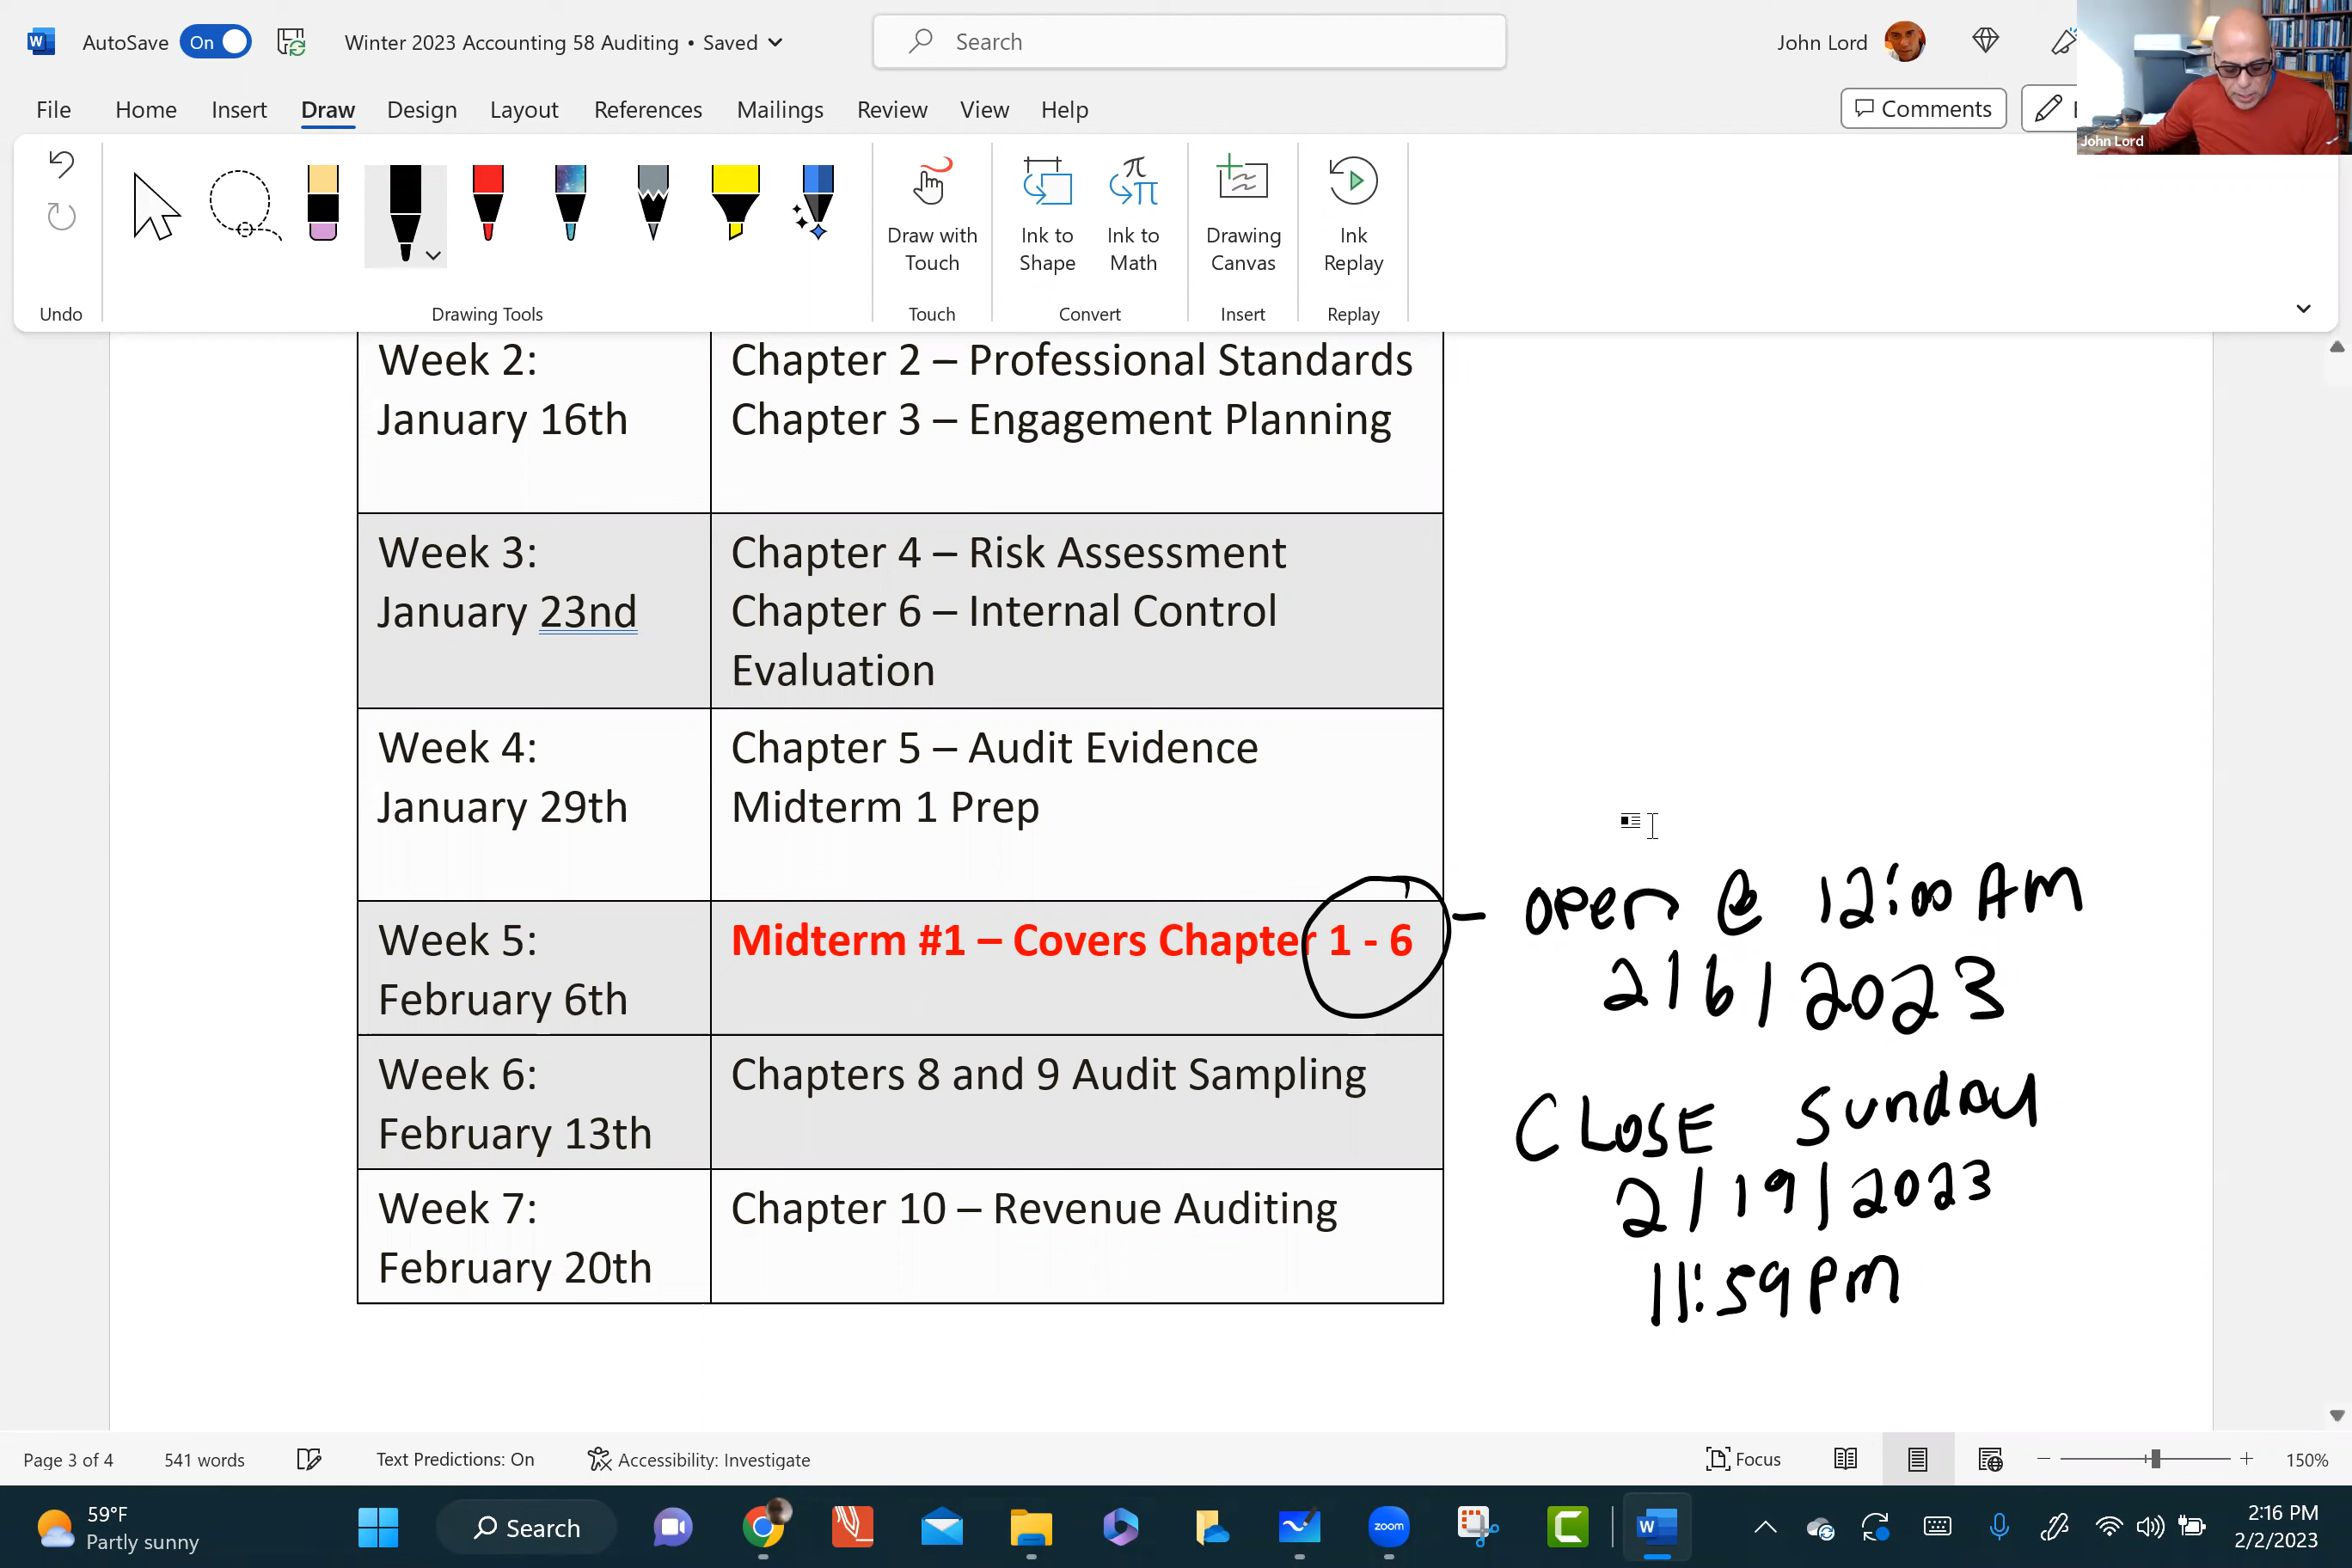 AutoSave On Winter 2023 Accounting 58 Auditing • Saved Search John Lord
File Home Insert Draw Design Layout References Mailings Review View Help Comments
John Lord
Draw with Touch
Ink to Shape
Ink to Math
Drawing Canvas
Ink Replay
Undo Drawing Tools Touch Convert Insert Replay
Week 2: Chapter 2 – Professional Standards
January 16th Chapter 3 – Engagement Planning
Week 3: Chapter 4 – Risk Assessment
January 23nd Chapter 6 – Internal Control
Evaluation
Week 4: Chapter 5 – Audit Evidence
January 29th Midterm 1 Prep
Week 5: Midterm #1 – Covers Chapter 1 - 6
February 6th
– open @ 12:00 AM
2/6/2023
Week 6: Chapters 8 and 9 Audit Sampling
February 13th
CLOSE Sunday
2/19/2023
11:59pm
Week 7: Chapter 10 – Revenue Auditing
February 20th
Page 3 of 4 541 words Text Predictions: On Accessibility: Investigate Focus 150%
59°F
Partly sunny
Search
zoom
2:16 PM
2/2/2023